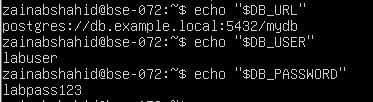 zainabshahid@bse-072:~$ echo "$DB_URL"
postgres://db.example.local:5432/mydb
zainabshahid@bse-072:~$ echo "$DB_USER"
labuser
zainabshahid@bse-072:~$ echo "$DB_PASSWORD"
labpass123